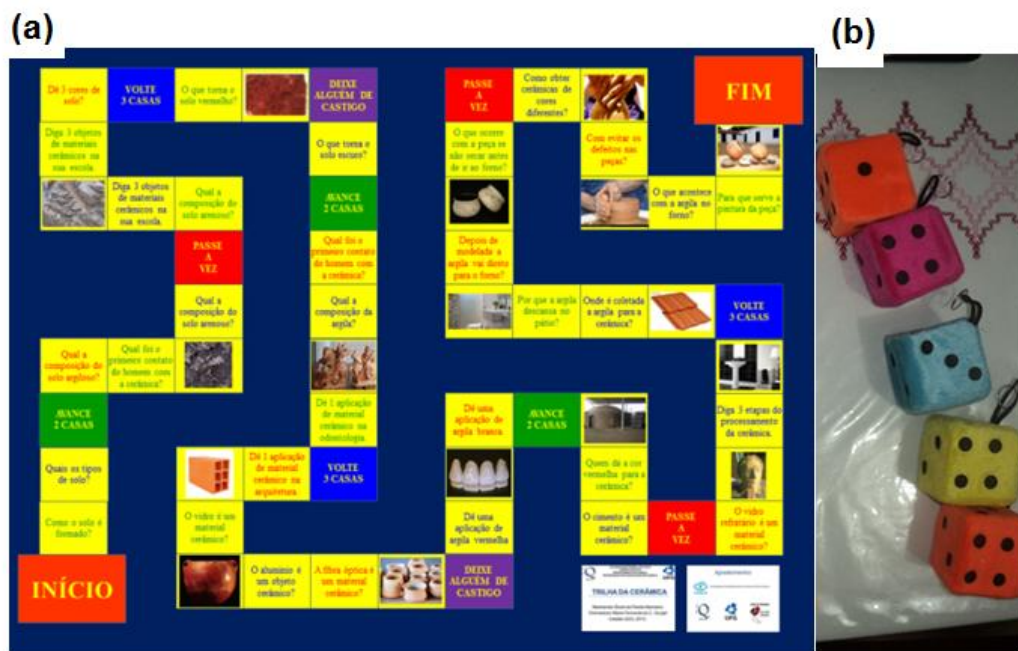 (a)
(b)
Dê 3 cores de
solo?
VOLTE
3 CASAS
O que torna o
solo vermelho?
DEIXE
ALGUÉM DE
CASTIGO
PASSE
A
VEZ
Como obter
cerâmicas de
cores
diferentes?
FIM
Diga 3 objetos
de materiais
cerâmicos na
sua escola.
O que torna o
solo escuro?
O que ocorre
com a peça se
não secar antes
de ir ao forno?
Com evitar os
defeitos nas
peças?
Diga 3 objetos
de materiais
cerâmicos na
sua escola.
Qual a
composição do
solo arenoso?
AVANCE
2 CASAS
O que acontece
com a argila no
forno?
Para que serve a
pintura da peça?
PASSE
A
VEZ
Qual foi o
primeiro contato
do homem com
a cerâmica?
Depois de
modelada a
argila vai direto
para o forno?
Qual a
composição do
solo arenoso?
Qual a
composição da
argila?
Por que a argila
descansa no
pátio?
Onde é coletada
a argila para a
cerâmica?
VOLTE
3 CASAS
Qual a
composição do
solo argiloso?
Qual foi o
primeiro contato
do homem com
a cerâmica?
AVANCE
2 CASAS
Dê 1 aplicação
de material
cerâmico na
odontologia.
Dê uma
aplicação de
argila branca.
AVANCE
2 CASAS
Diga 3 etapas do
processamento
da cerâmica.
Quais os tipos
de solo?
Dê 1 aplicação
de material
cerâmico na
arquitetura
VOLTE
3 CASAS
Quem dá a cor
vermelha para a
cerâmica?
Como o solo é
formado?
O vidro é um
material
cerâmico?
Dê uma
aplicação de
argila vermelha
O cimento é um
material
cerâmico?
PASSE
A
VEZ
O vidro
refratário é um
material
cerâmico?
INÍCIO
O alumínio é
um objeto
cerâmico?
A fibra óptica é
um material
cerâmico?
DEIXE
ALGUÉM DE
CASTIGO
TRILHA DA CERÂMICA
UFG